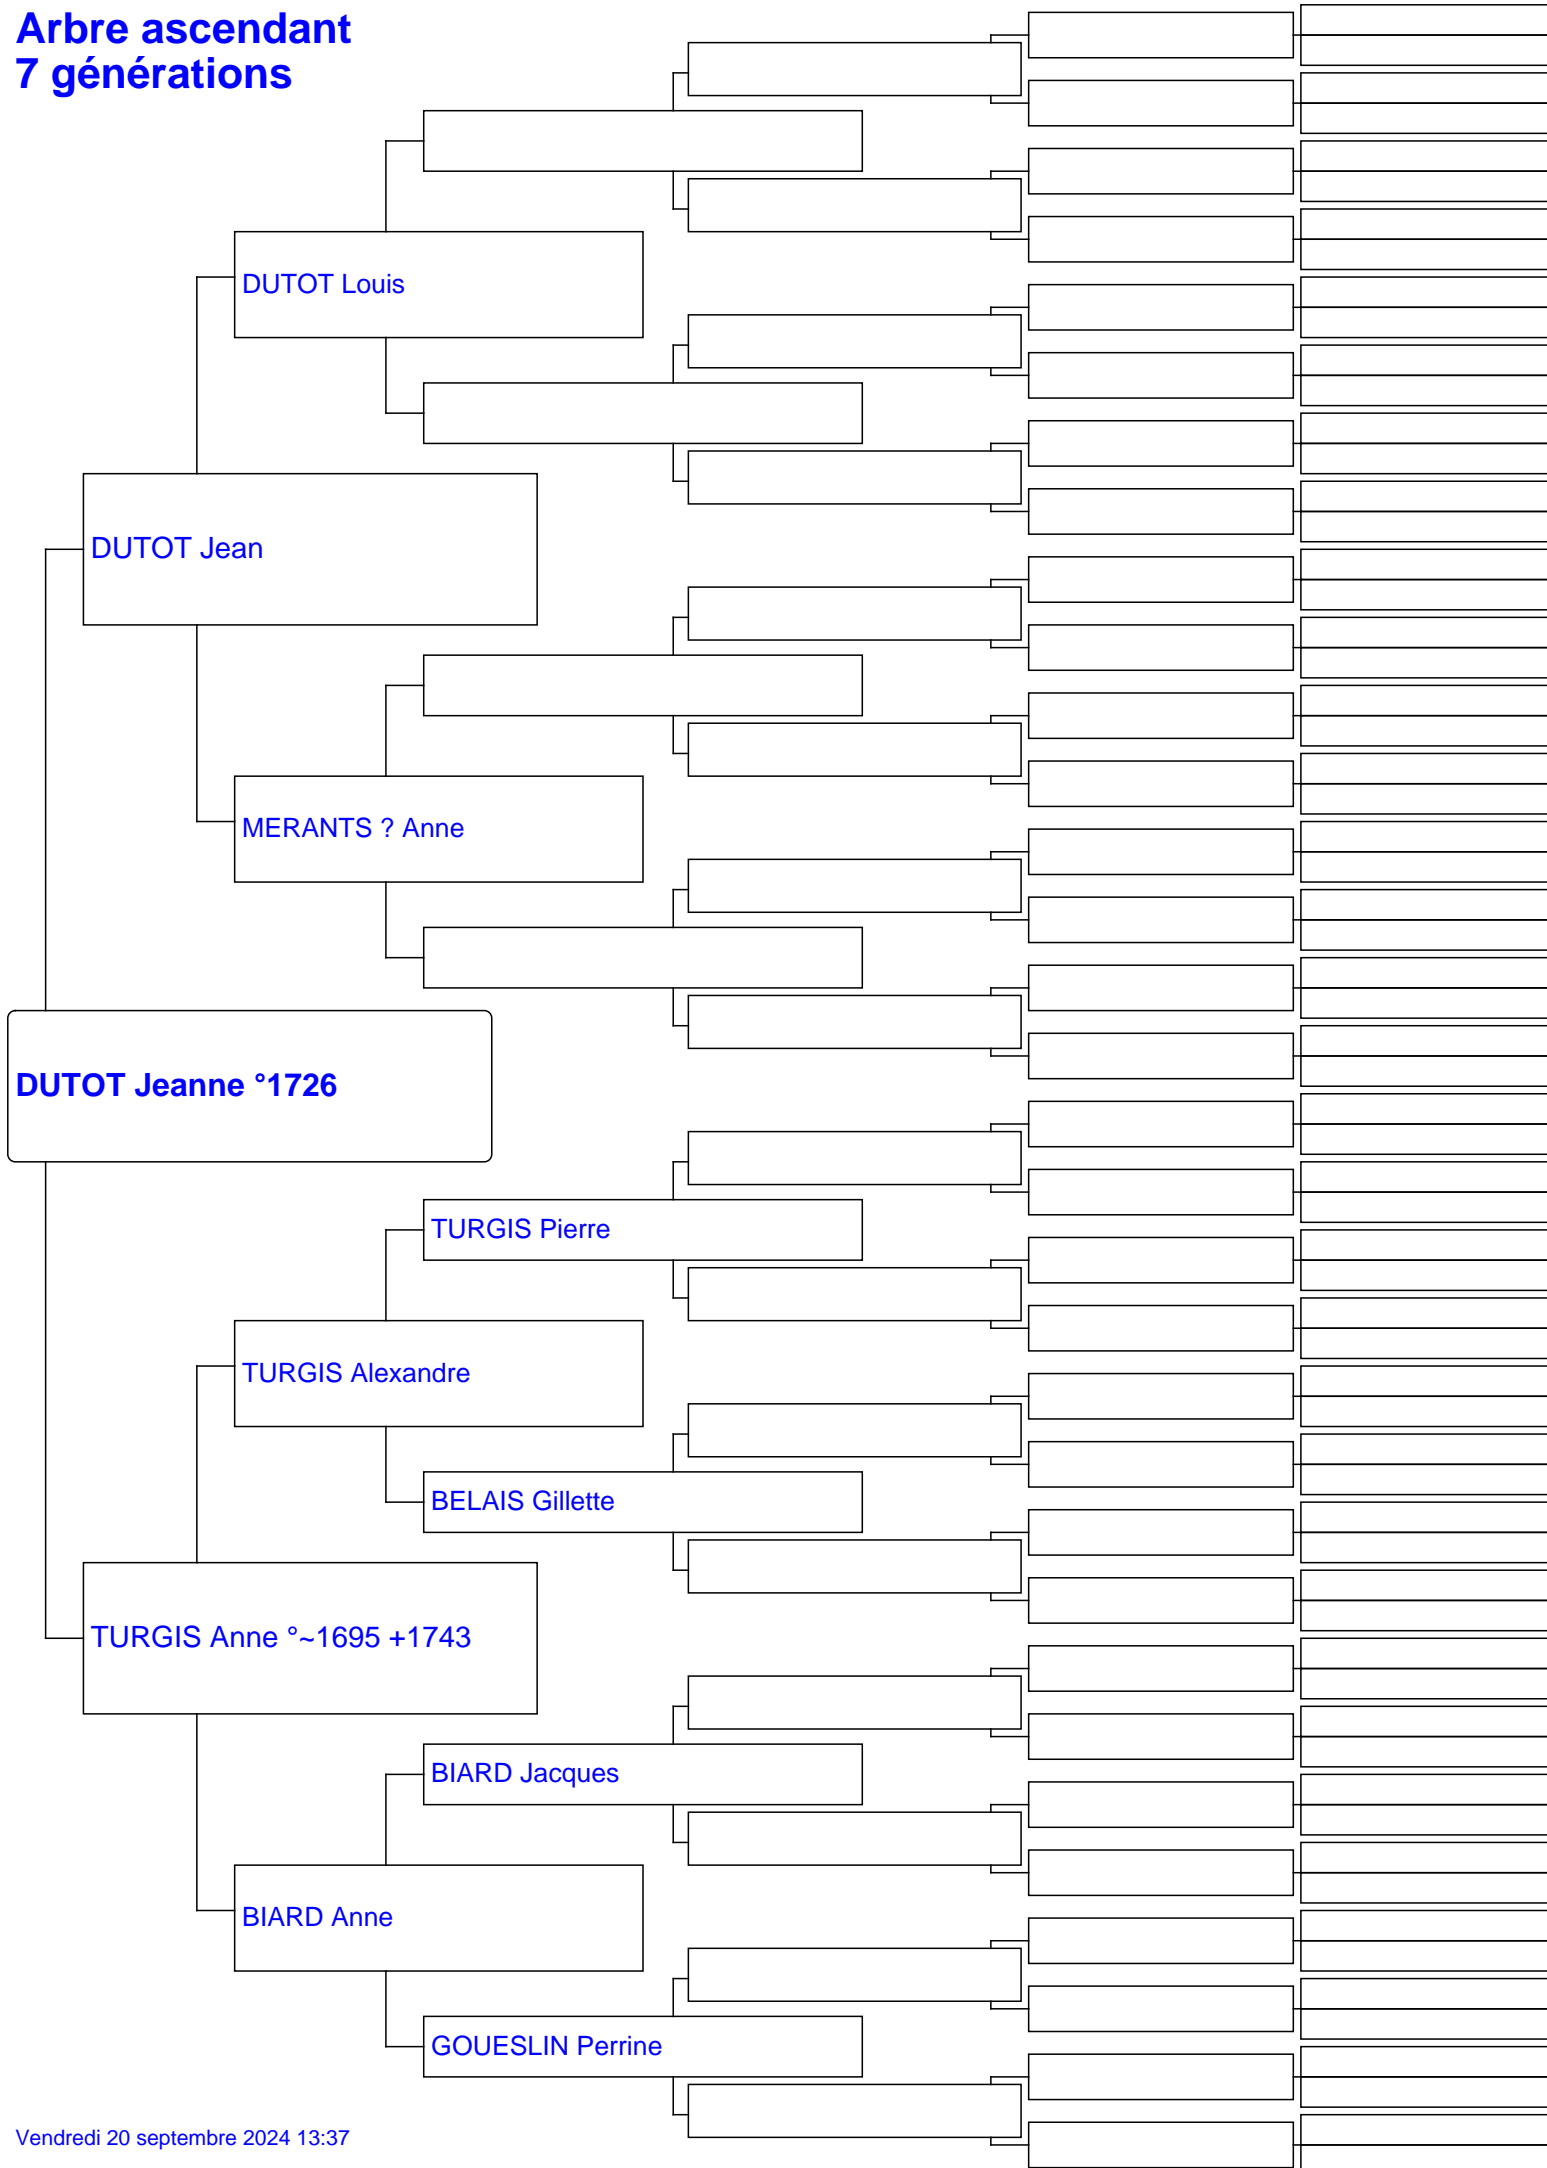 Arbre ascendant
7 générations
DUTOT Louis
DUTOT Jean
MERANTS ? Anne
DUTOT Jeanne °1726
TURGIS Pierre
TURGIS Alexandre
BELAIS Gillette
TURGIS Anne °~1695 +1743
BIARD Jacques
BIARD Anne
GOUESLIN Perrine
Vendredi 20 septembre 2024 13:37